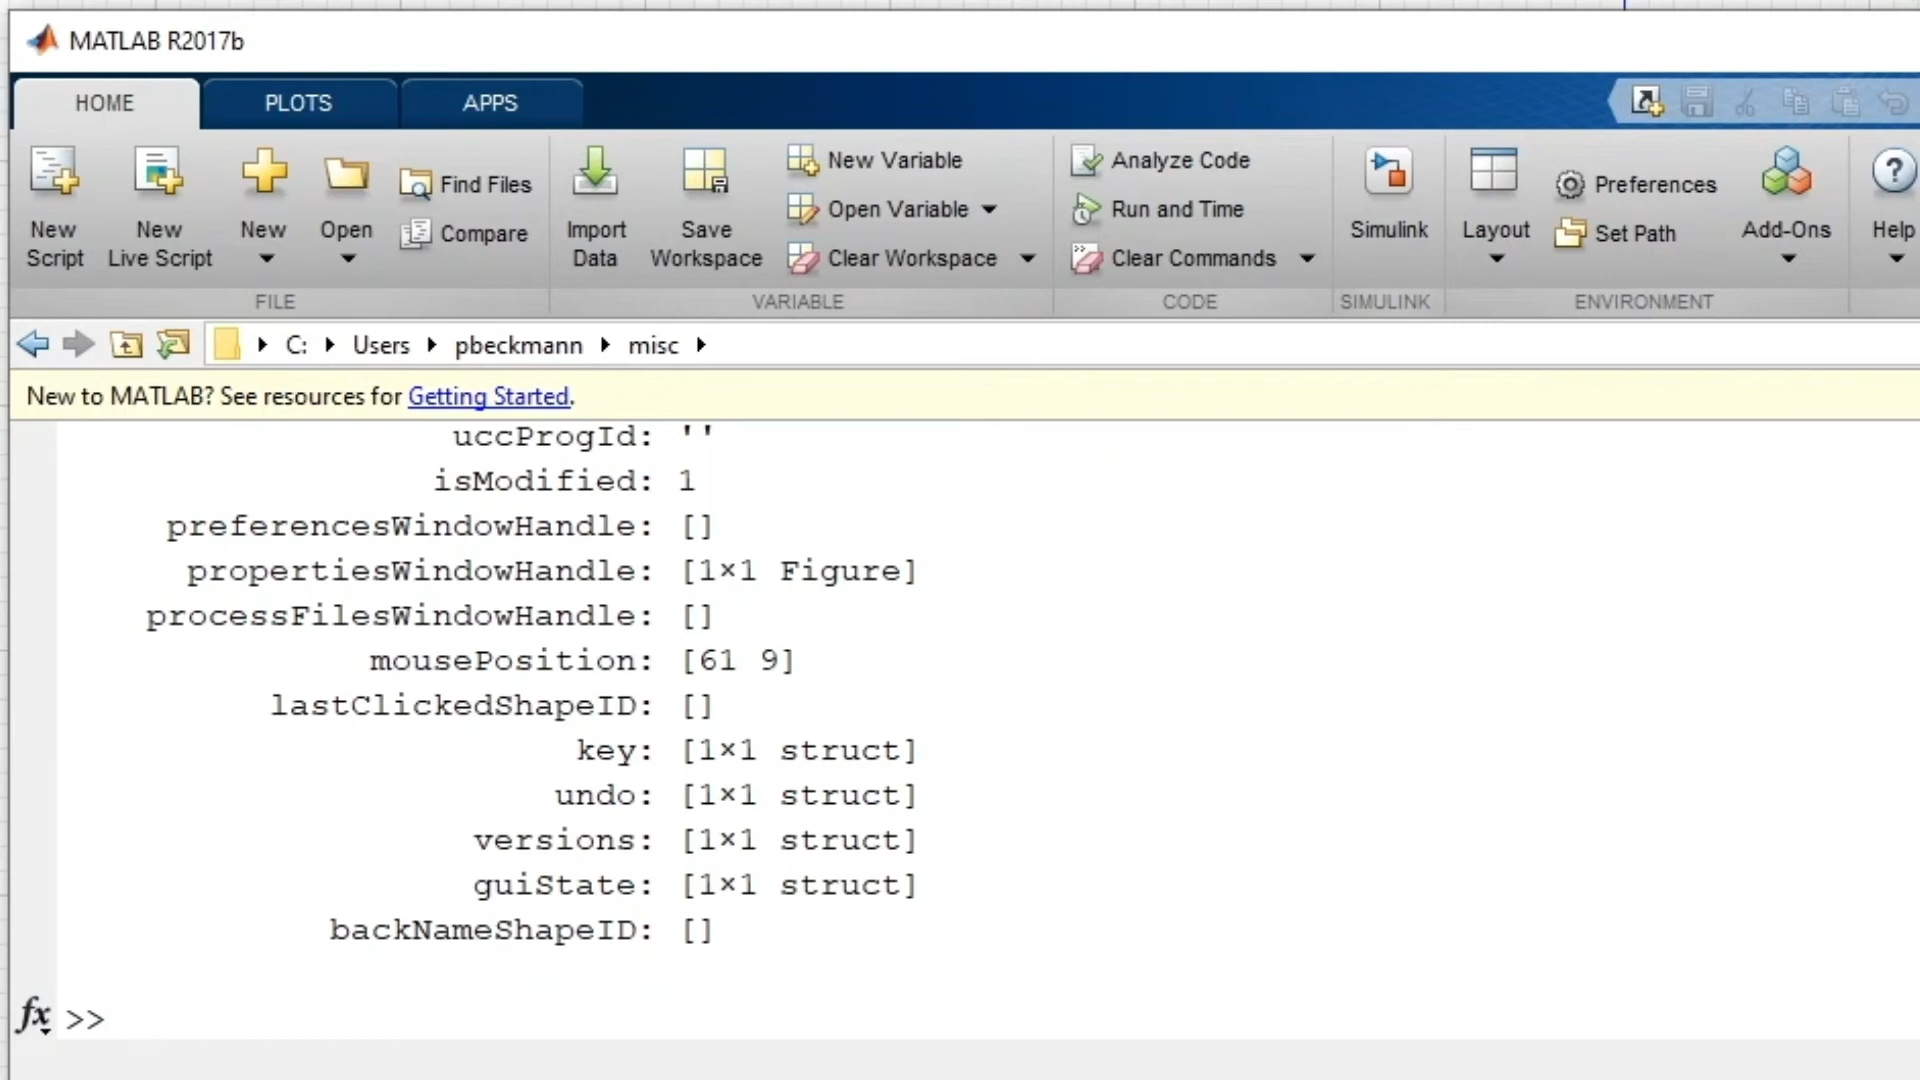 MATLAB R2017b
HOME PLOTS APPS
New Script
New Live Script
New
Open
Find Files
Compare
Import Data
Save Workspace
New Variable
Open Variable
Clear Workspace
Analyze Code
Run and Time
Clear Commands
Simulink
Layout
Preferences
Set Path
Add-Ons
? Help
FILE VARIABLE CODE SIMULINK ENVIRONMENT
C: Users pbeckmann misc
New to MATLAB? See resources for Getting Started.
uccProgId: ''
isModified: 1
preferencesWindowHandle: []
propertiesWindowHandle: [1×1 Figure]
processFilesWindowHandle: []
mousePosition: [61 9]
lastClickedShapeID: []
key: [1×1 struct]
undo: [1×1 struct]
versions: [1×1 struct]
guiState: [1×1 struct]
backNameShapeID: []
fx >>